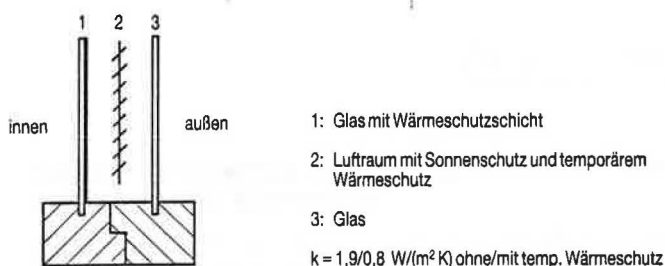 1 2 3
innen
außen
1: Glas mit Wärmeschutzschicht
2: Luftraum mit Sonnenschutz und temporärem
Wärmeschutz
3: Glas
k = 1,9/0,8 W/(m² K) ohne/mit temp. Wärmeschutz